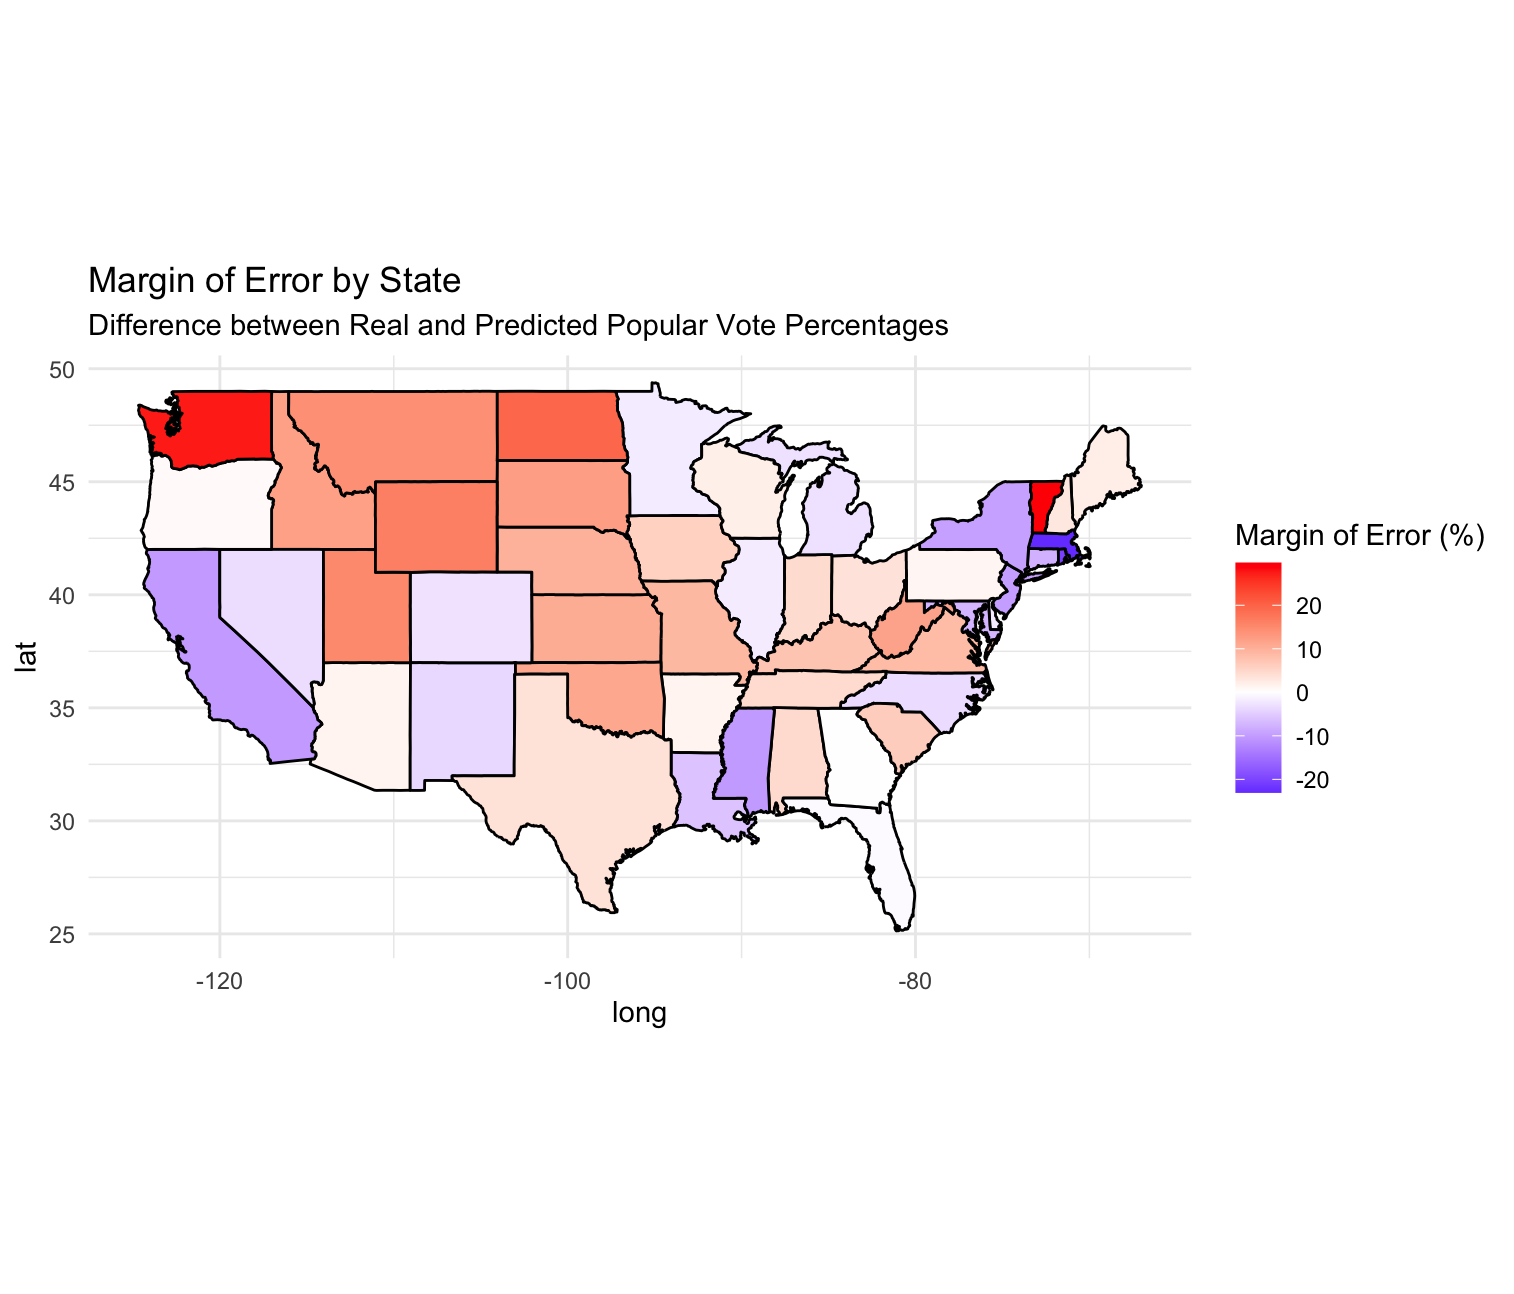 Margin of Error by State
Difference between Real and Predicted Popular Vote Percentages
50
45
40
35
30
25
lat
-120
-100
-80
long
Margin of Error (%)
20
10
0
-10
-20